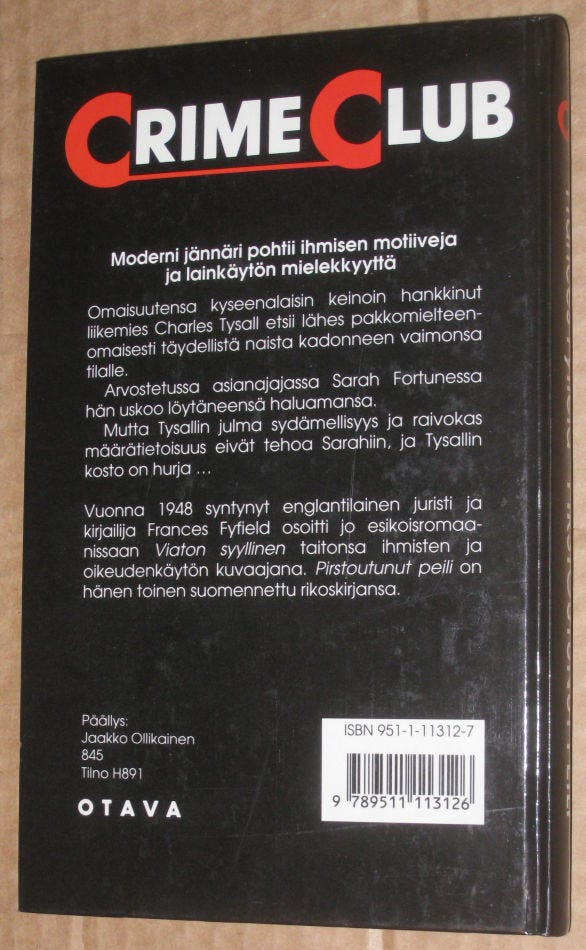 CRIME CLUB
Moderni jännäri pohtii ihmisen motiiveja
ja lainkäytön mielekkyyttä
Omaisuutensa kyseenalaisin keinoin hankkinut
liikemies Charles Tysall etsii lähes pakkomielteen-
omaisesti täydellistä naista kadonneen vaimonsa
tilalle.
Arvostetussa asianajajassa Sarah Fortunessa
hän uskoo löytäneensä haluamansa.
Mutta Tysallin julma sydämellisyys ja raivokas
määrätietoisuus eivät tehoa Sarahiin, ja Tysallin
kosto on hurja ...
Vuonna 1948 syntynyt englantilainen juristi ja
kirjailija Frances Fyfield osoitti jo esikoisromaa-
nissaan Viaton syyllinen taitonsa ihmisten ja
oikeudenkäytön kuvaajana. Pirstoutunut peili on
hänen toinen suomennettu rikoskirjansa.
Päällys:
Jaakko Ollikainen
845
Tilno H891
OTAVA
ISBN 951-1-11312-7
9 789511 113126